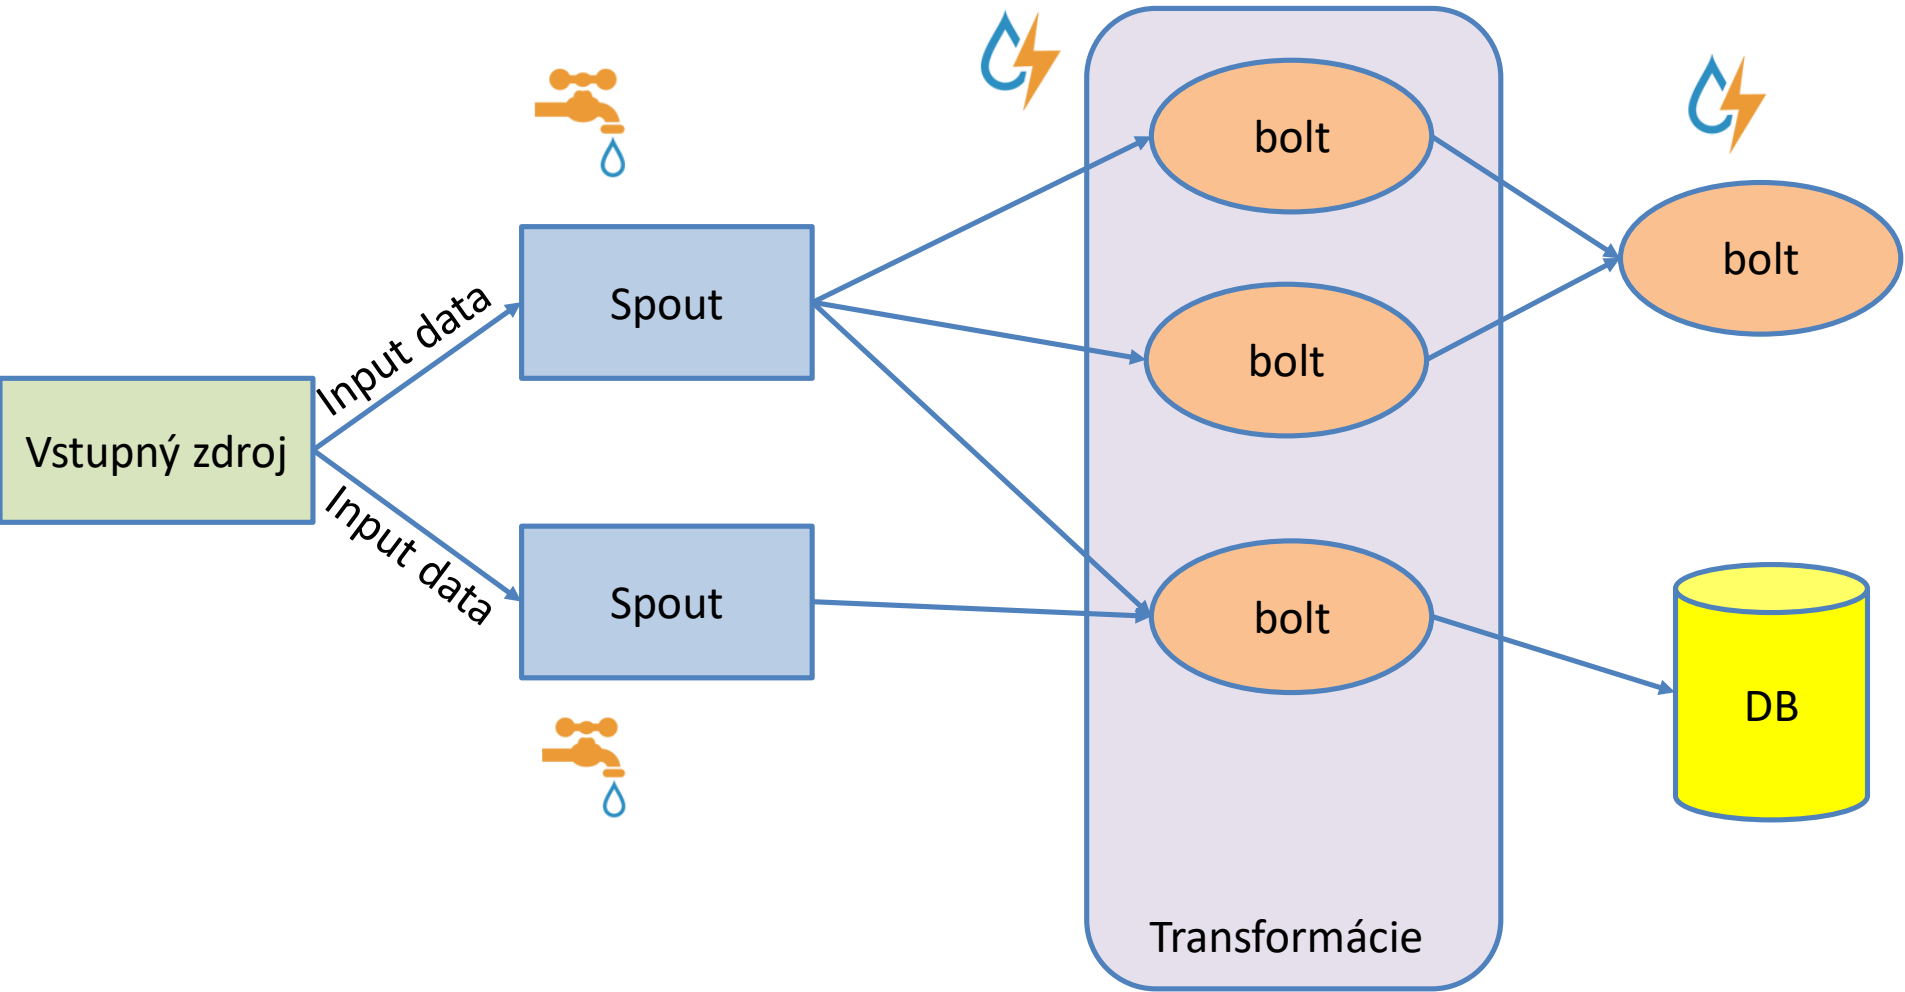 Vstupný zdroj
Input data
Input data
Spout
Spout
bolt
bolt
bolt
Transformácie
bolt
DB